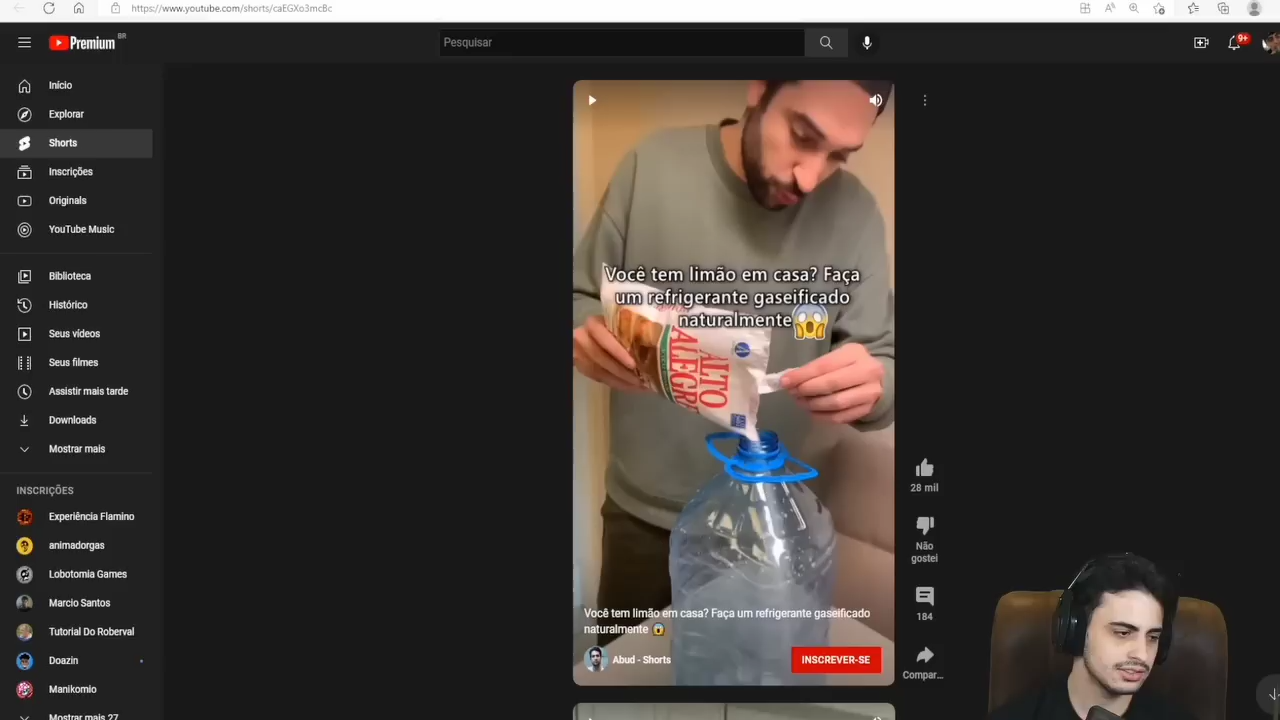 https://www.youtube.com/shorts/caEGXo3mcBc
Premium BR
Pesquisar
9+
Início
Explorar
Shorts
Inscrições
Originals
YouTube Music
Biblioteca
Histórico
Seus vídeos
Seus filmes
Assistir mais tarde
Downloads
Mostrar mais
INSCRIÇÕES
Experiência Flamino
animadorgas
Lobotomia Games
Marcio Santos
Tutorial Do Roberval
Doazin
Manikomio
Mostrar mais 27
Você tem limão em casa? Faça
um refrigerante gaseificado
naturalmente
ALTO
ALEGRE
Você tem limão em casa? Faça um refrigerante gaseificado
naturalmente
Abud - Shorts
INSCREVER-SE
28 mil
Não
gostei
184
Compar...